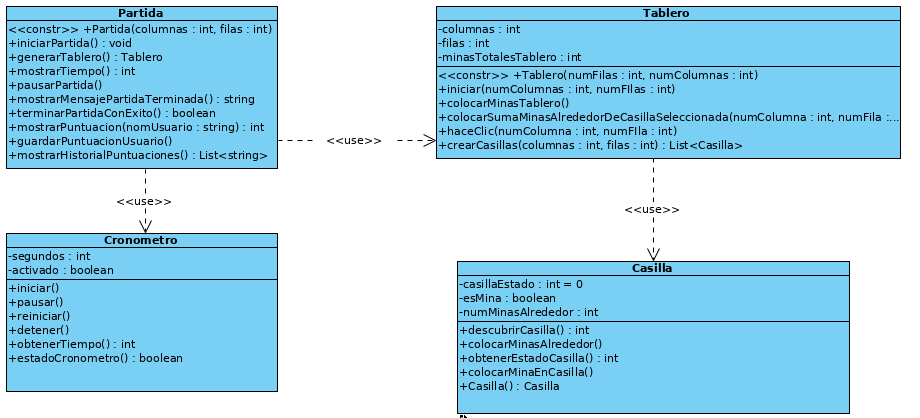 Partida
<<constr>> +Partida(columnas : int, filas : int)
+iniciarPartida() : void
+generarTablero() : Tablero
+mostrarTiempo() : int
+pausarPartida()
+mostrarMensajePartidaTerminada() : string
+terminarPartidaConExito() : boolean
+mostrarPuntuacion(nomUsuario : string) : int
+guardarPuntuacionUsuario()
+mostrarHistorialPuntuaciones() : List<string>
<<use>>
Tablero
-columnas : int
-filas : int
-minasTotalesTablero : int
<<constr>> +Tablero(numFilas : int, numColumnas : int)
+iniciar(numColumnas : int, numFIlas : int)
+colocarMinasTablero()
+colocarSumaMinasAlrededorDeCasillaSeleccionada(numColumna : int, numFila :...
+haceClic(numColumna : int, numFIla : int)
+crearCasillas(columnas : int, filas : int) : List<Casilla>
<<use>>
<<use>>
Cronometro
-segundos : int
-activado : boolean
+iniciar()
+pausar()
+reiniciar()
+detener()
+obtenerTiempo() : int
+estadoCronometro() : boolean
Casilla
-casillaEstado : int = 0
-esMina : boolean
-numMinasAlrededor : int
+descubrirCasilla() : int
+colocarMinasAlrededor()
+obtenerEstadoCasilla() : int
+colocarMinaEnCasilla()
+Casilla() : Casilla